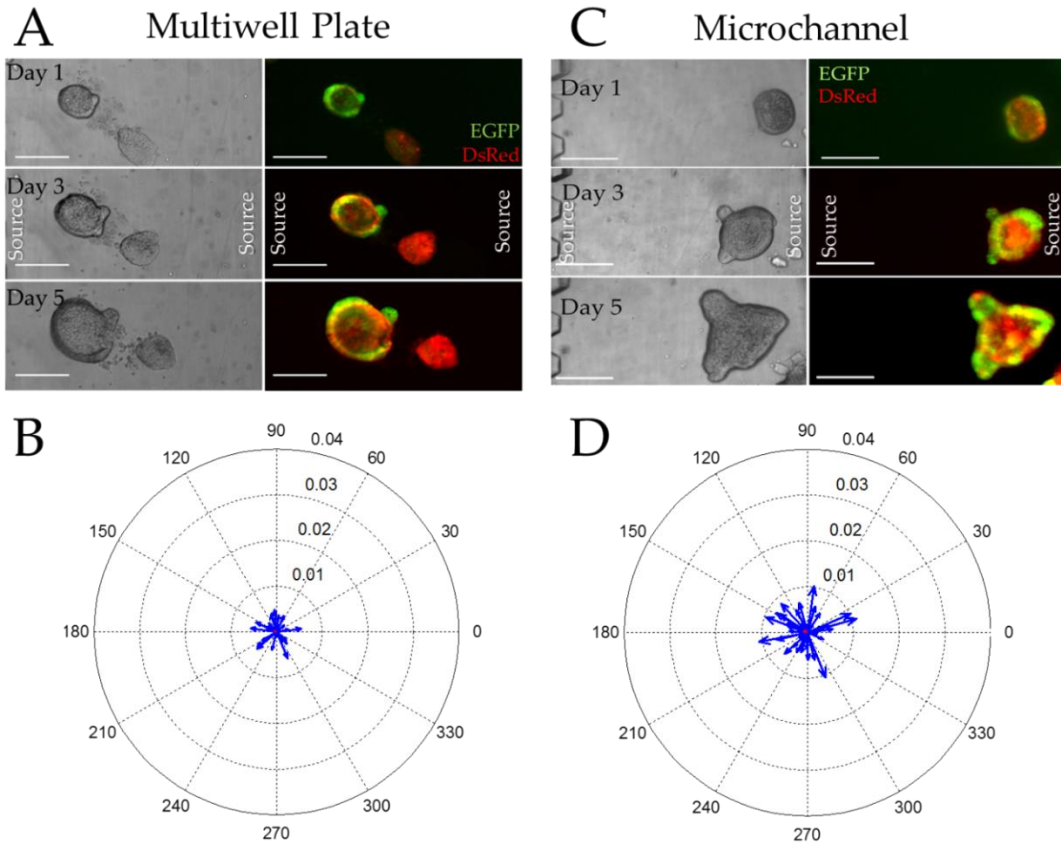 A
Multiwell Plate
Day 1
EGFP
DsRed
Day 3
Source
Source
Source
Day 5
C
Microchannel
Day 1
EGFP
DsRed
Day 3
Source
Source
Source
Day 5
B
90
0.04
120
60
0.03
150
30
0.02
0.01
180
0
210
330
240
300
270
D
90
0.04
120
60
0.03
150
30
0.02
0.01
180
0
210
330
240
300
270